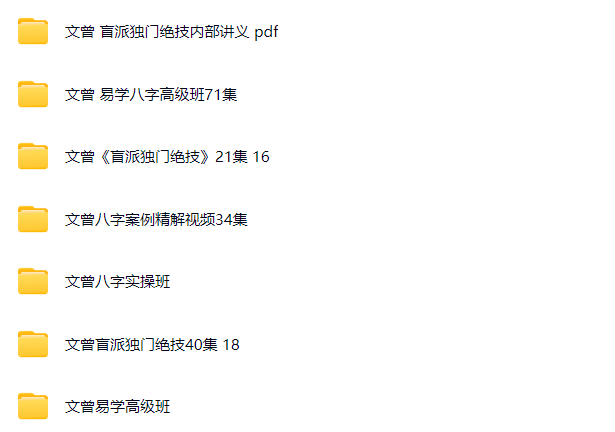 文曾 盲派独门绝技内部讲义 pdf
文曾 易学八字高级班71集
文曾《盲派独门绝技》21集 16
文曾八字案例精解视频34集
文曾八字实操班
文曾盲派独门绝技40集 18
文曾易学高级班